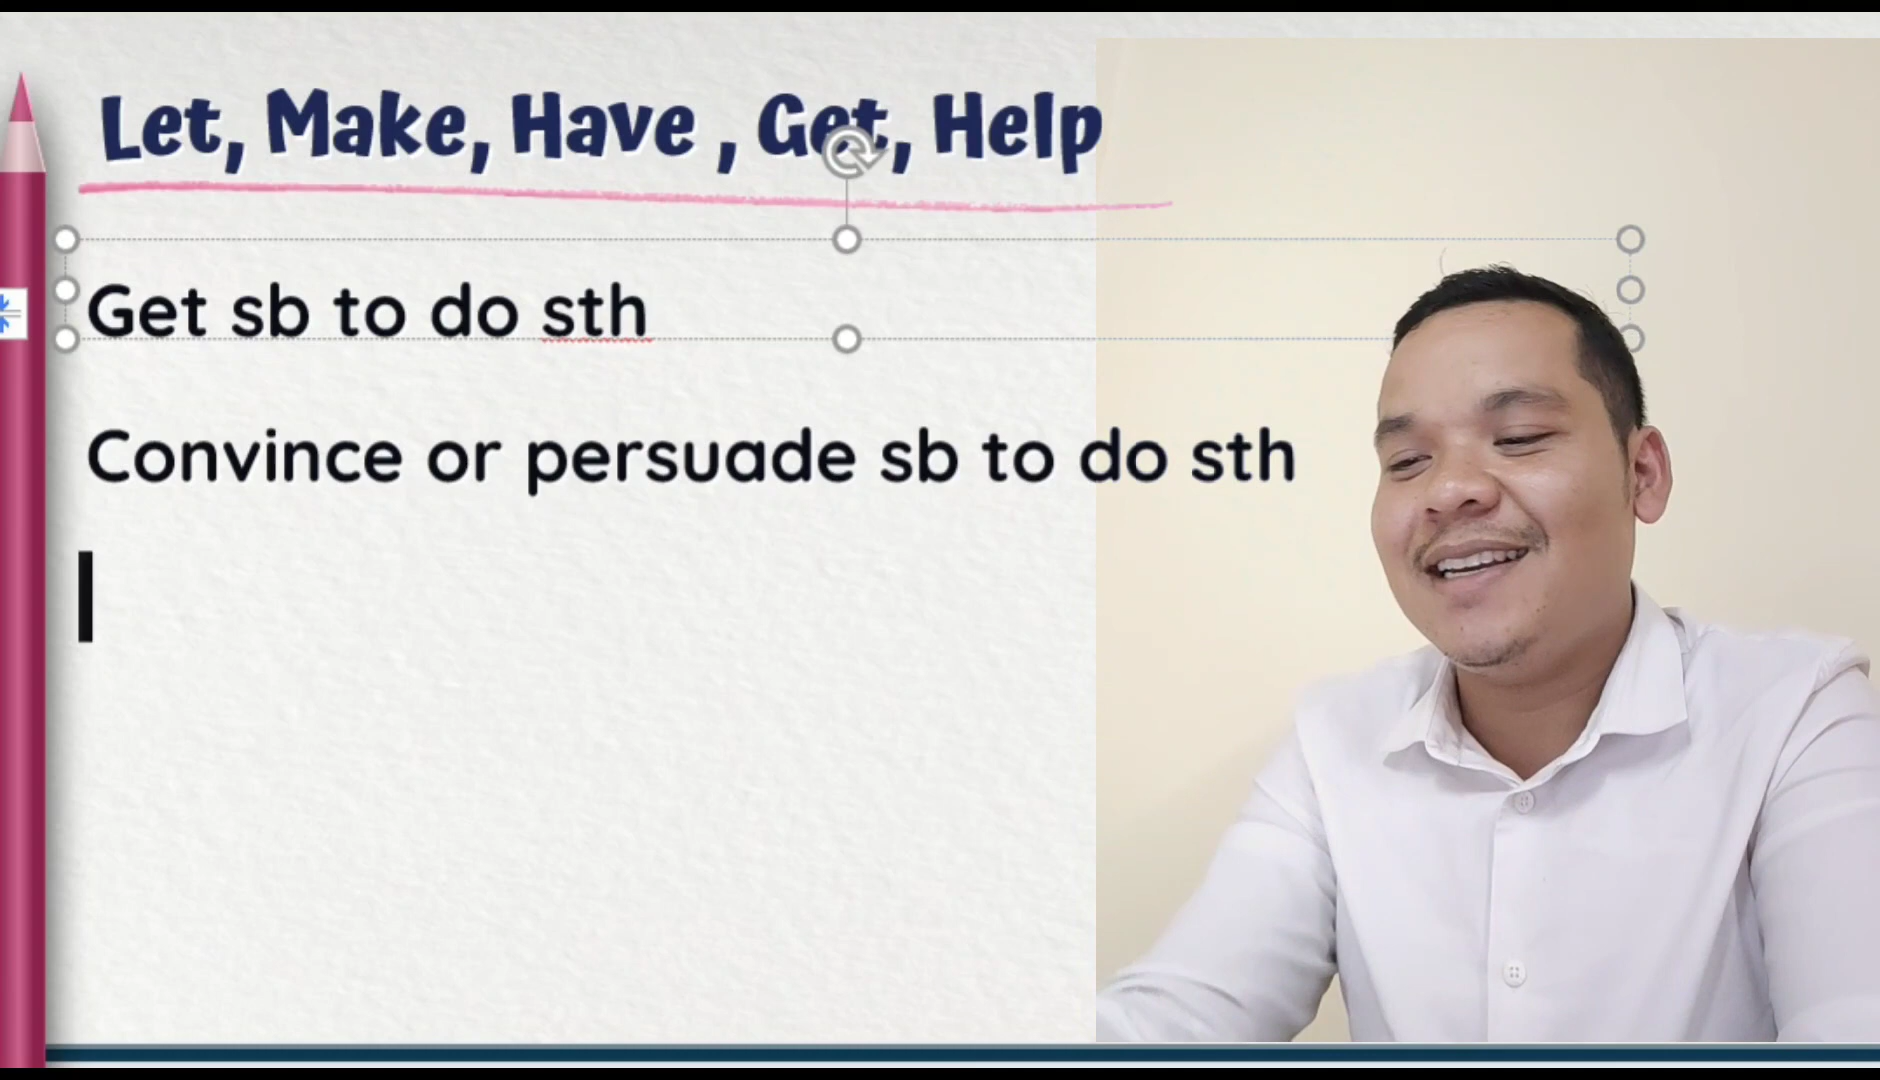 Let, Make, Have , Get, Help
Get sb to do sth
Convince or persuade sb to do sth